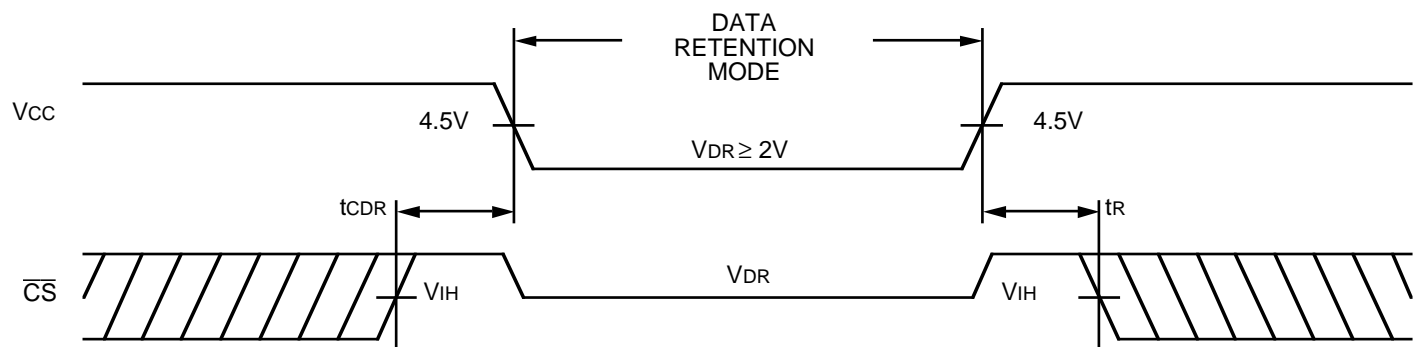 DATA
RETENTION
MODE
VCC
4.5V
4.5V
VDR ≥ 2V
tCDR
tR
CS
VIH
VDR
VIH